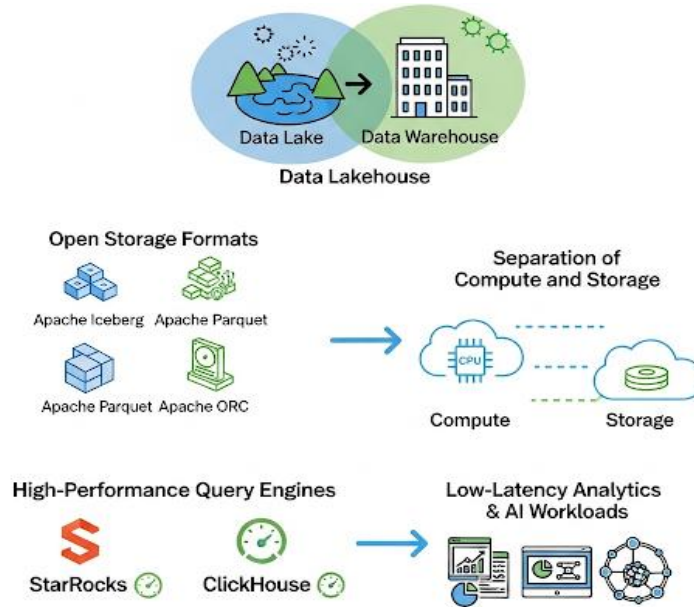 Data Lake
Data Warehouse
Data Lakehouse
Open Storage Formats
Apache Iceberg
Apache Parquet
Apache Parquet
Apache ORC
Separation of
Compute and Storage
CPU
Compute
Storage
High-Performance Query Engines
StarRocks
ClickHouse
Low-Latency Analytics
& AI Workloads